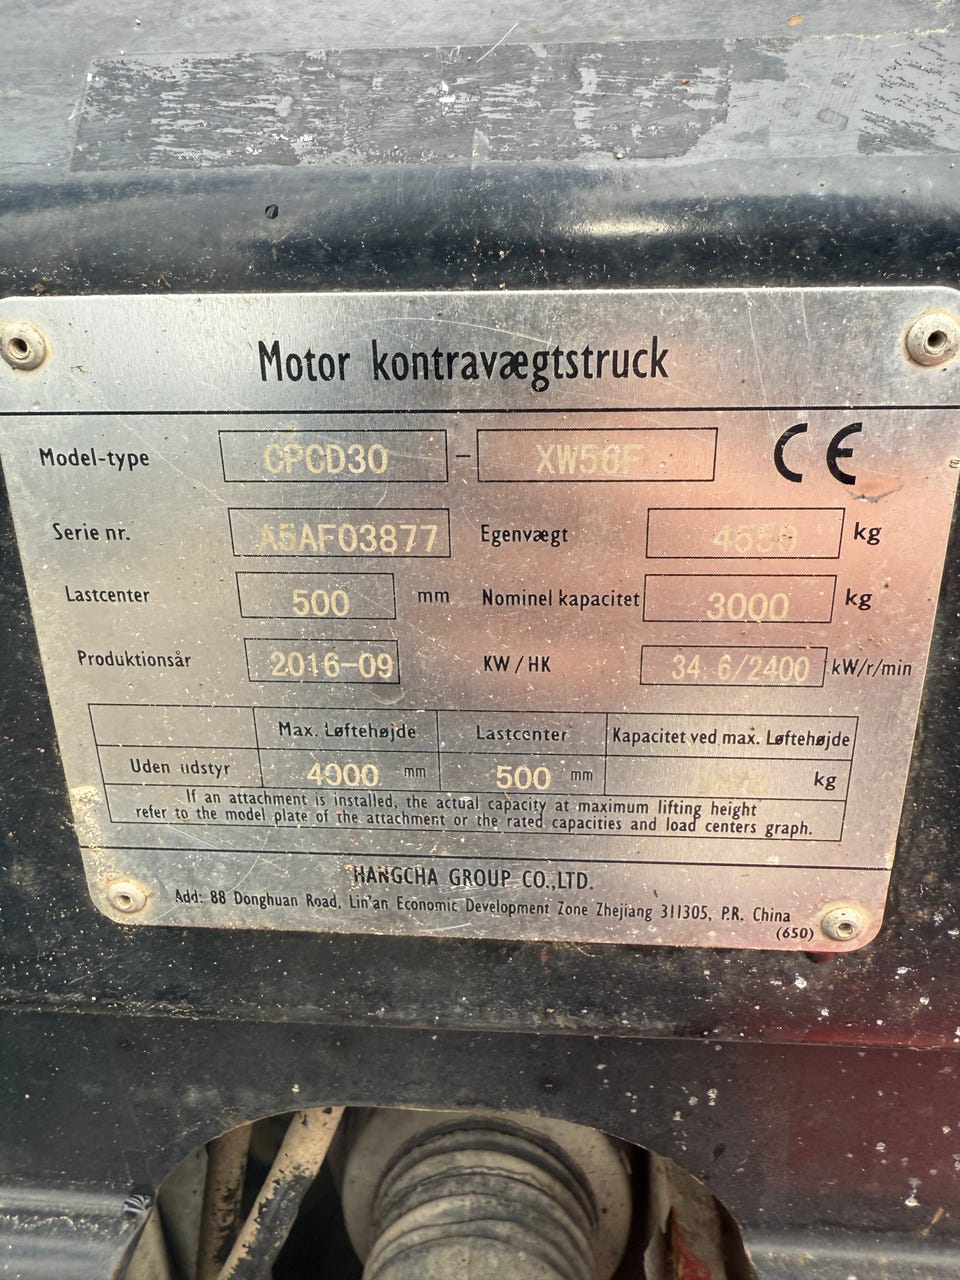 Motor kontravægtstruck
Model-type CPCD30 - XW56F CE
Serie nr. A5AF03877 Egenvægt 4550 kg
Lastcenter 500 mm Nominel kapacitet 3000 kg
Produktionsår 2016-09 KW / HK 34.6/2400 kW/r/min
Max. Løftehøjde Lastcenter Kapacitet ved max. Løftehøjde
Uden udstyr 4000 mm 500 mm kg
If an attachment is installed, the actual capacity at maximum lifting height
refer to the model plate of the attachment or the rated capacities and load centers graph.
HANGCHA GROUP CO.,LTD.
Add: 88 Donghuan Road, Lin'an Economic Development Zone Zhejiang 311305, P.R. China
(650)